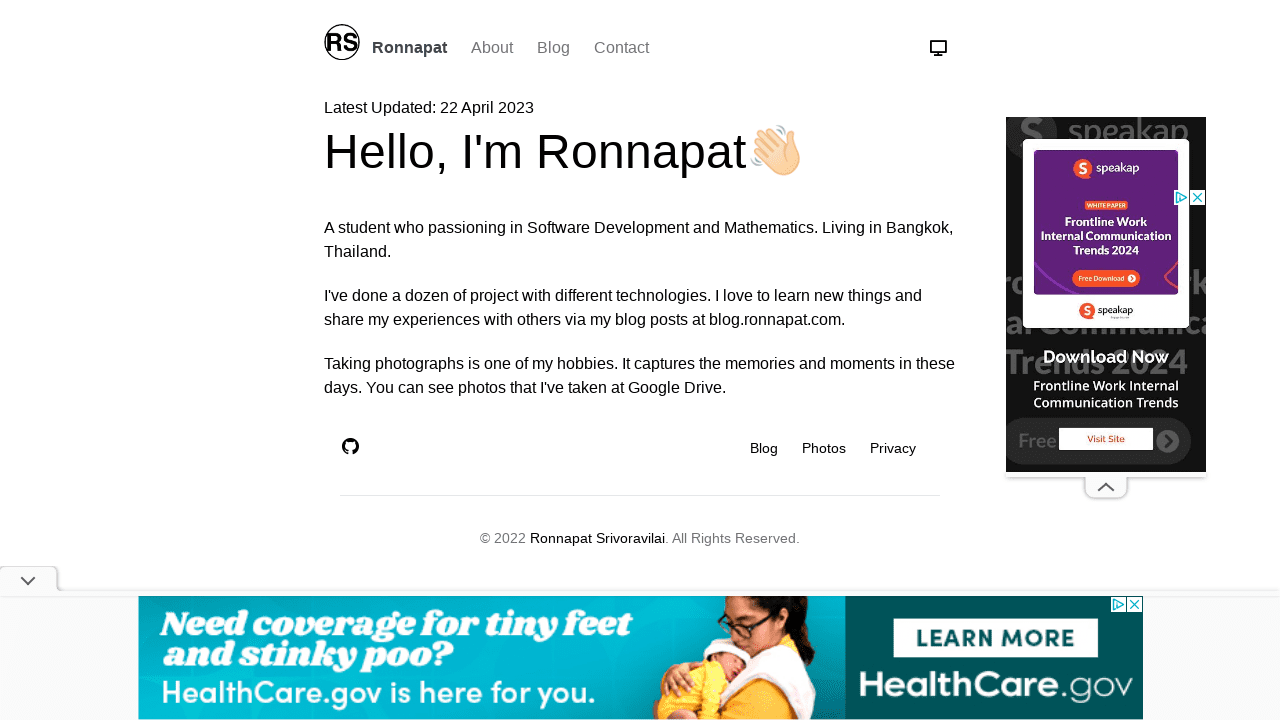 RS
Ronnapat About Blog Contact
Latest Updated: 22 April 2023
Hello, I'm Ronnapat👋🏻
A student who passioning in Software Development and Mathematics. Living in Bangkok,
Thailand.
I've done a dozen of project with different technologies. I love to learn new things and
share my experiences with others via my blog posts at blog.ronnapat.com.
Taking photographs is one of my hobbies. It captures the memories and moments in these
days. You can see photos that I've taken at Google Drive.
Blog Photos Privacy
© 2022 Ronnapat Srivoravilai. All Rights Reserved.
speakap
S speakap
WHITE PAPER
Frontline Work
Internal Communication
Trends 2024
Free Download
S speakap
Trends 2024
Download Now
Frontline Work Internal
Communication Trends
Free
Visit Site
Need coverage for tiny feet
and stinky poo?
HealthCare.gov is here for you.
LEARN MORE
HealthCare.gov